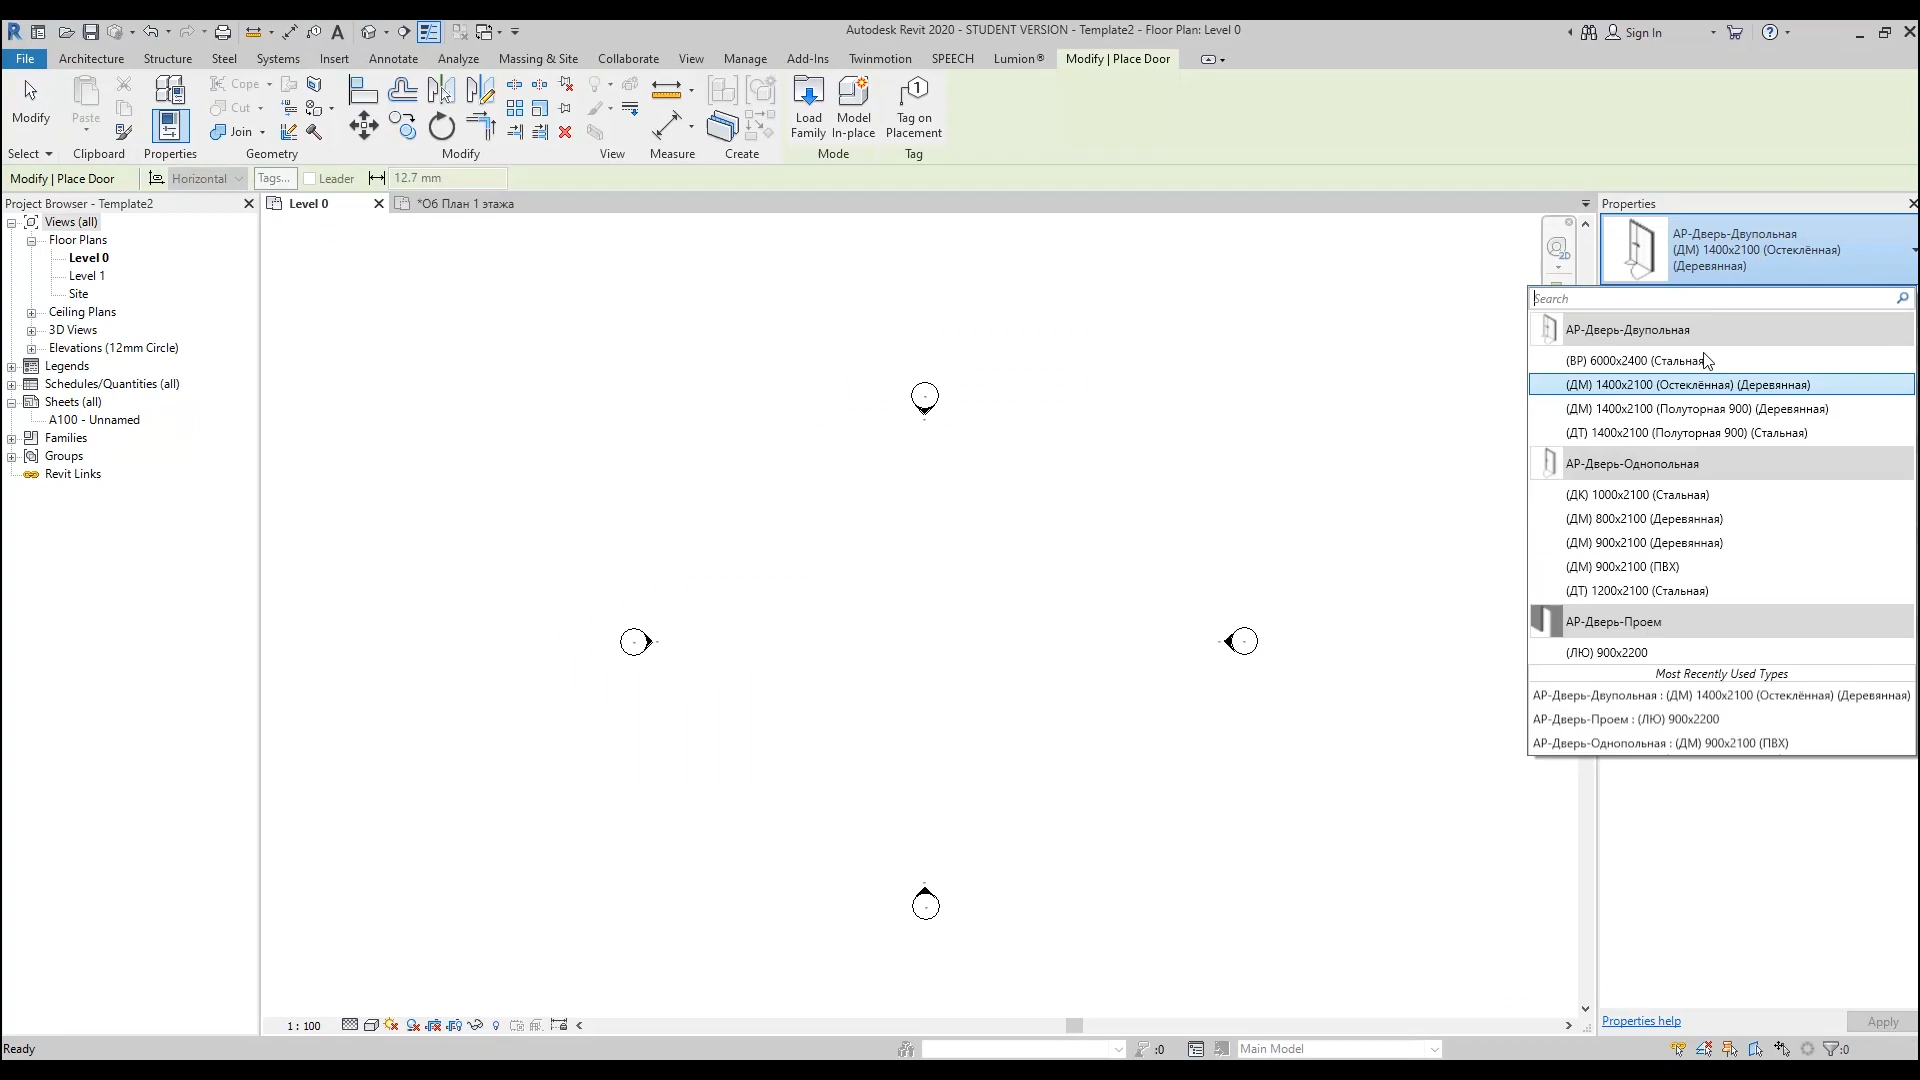 Autodesk Revit 2020 - STUDENT VERSION - Template2 - Floor Plan: Level 0
Sign In
File Architecture Structure Steel Systems Insert Annotate Analyze Massing & Site Collaborate View Manage Add-Ins Twinmotion SPEECH Lumion® Modify | Place Door
Modify
Paste
Cope
Cut
Join
Load Family
Model In-place
Tag on Placement
Select Clipboard Properties Geometry Modify View Measure Create Mode Tag
Modify | Place Door Horizontal Tags... Leader 12.7 mm
Project Browser - Template2
Level 0
*Об План 1 этажа
Properties
Views (all)
Floor Plans
Level 0
Level 1
Site
Ceiling Plans
3D Views
Elevations (12mm Circle)
Legends
Schedules/Quantities (all)
Sheets (all)
A100 - Unnamed
Families
Groups
Revit Links
2D
АР-Дверь-Двупольная
(ДМ) 1400x2100 (Остеклённая)
(Деревянная)
Search
АР-Дверь-Двупольная
(ВР) 6000x2400 (Стальная)
(ДМ) 1400x2100 (Остеклённая) (Деревянная)
(ДМ) 1400x2100 (Полуторная 900) (Деревянная)
(ДТ) 1400x2100 (Полуторная 900) (Стальная)
АР-Дверь-Однопольная
(ДК) 1000x2100 (Стальная)
(ДМ) 800x2100 (Деревянная)
(ДМ) 900x2100 (Деревянная)
(ДМ) 900x2100 (ПВХ)
(ДТ) 1200x2100 (Стальная)
АР-Дверь-Проем
(ЛЮ) 900x2200
Most Recently Used Types
АР-Дверь-Двупольная : (ДМ) 1400x2100 (Остеклённая) (Деревянная)
АР-Дверь-Проем : (ЛЮ) 900x2200
АР-Дверь-Однопольная : (ДМ) 900x2100 (ПВХ)
Properties help
Apply
1 : 100
Ready
:0
Main Model
:0